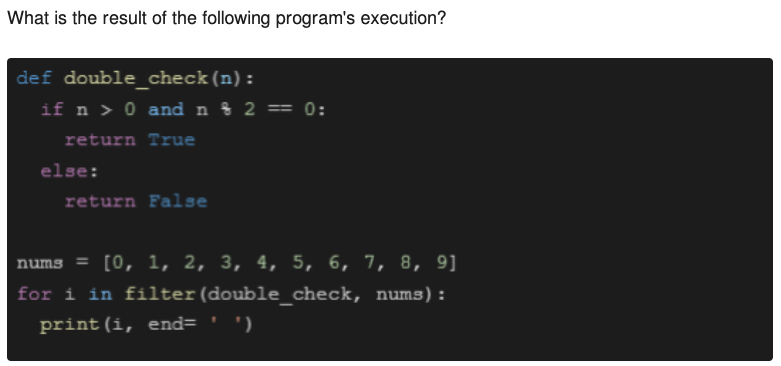 What is the result of the following program's execution?
def double_check(n):
  if n > 0 and n % 2 == 0:
    return True
  else:
    return False

nums = [0, 1, 2, 3, 4, 5, 6, 7, 8, 9]
for i in filter(double_check, nums):
  print(i, end= ' ')